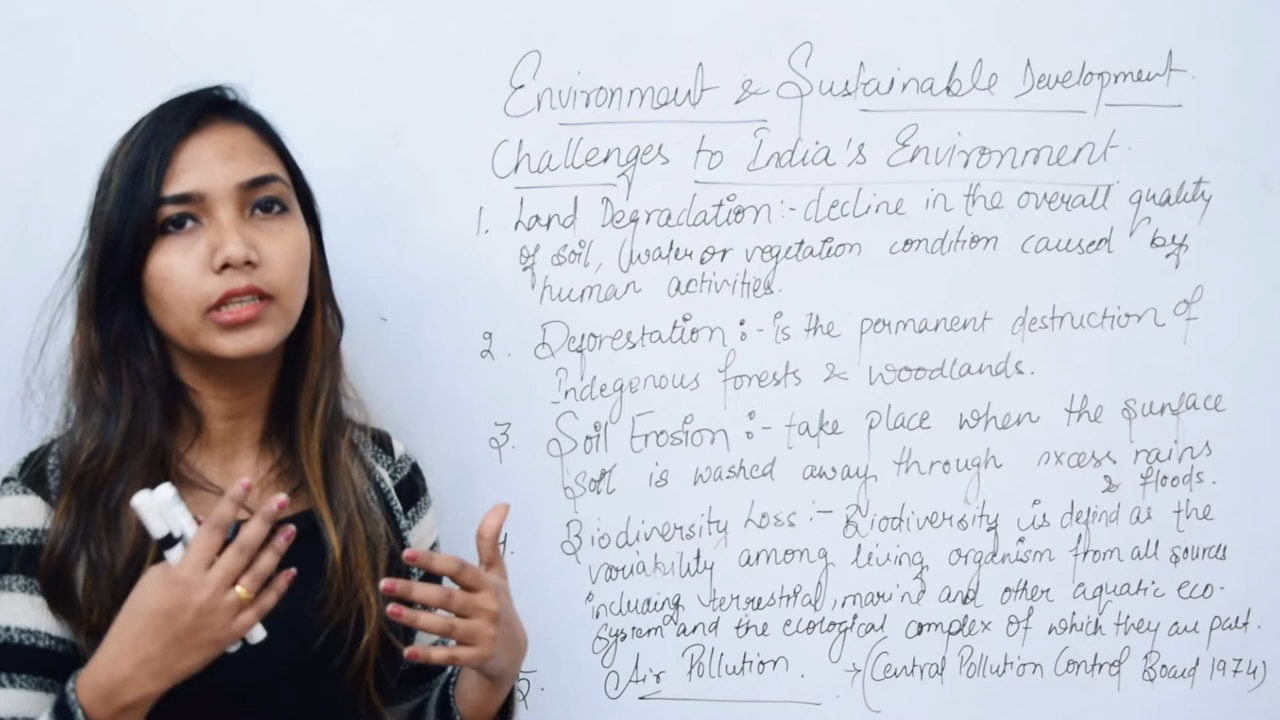 Environment & Sustainable Development.
Challenges to India's Environment.
1. Land Degradation :- decline in the overall quality
of soil, water or vegetation condition caused by
human activities.
2. Deforestation :- is the permanent destruction of
Indegenous forests & woodlands.
3. Soil Erosion :- take place when the surface
soil is washed away through excess rains
& floods.
4. Biodiversity Loss :- Biodiversity is defind as the
variability among living organism from all sources
including terrestrial, marine and other aquatic eco-
system and the ecological complex of which they are part.
5. Air Pollution. → (Central Pollution Control Board 1974)